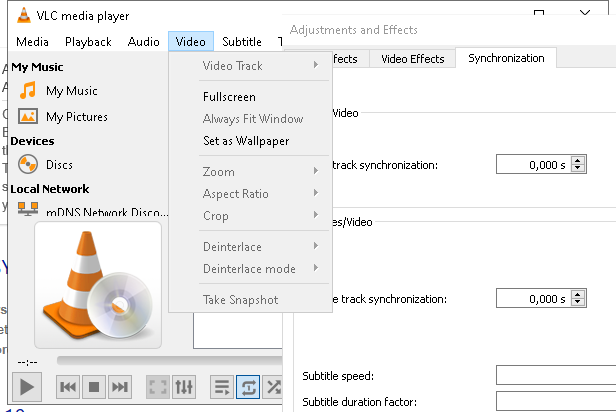 VLC media player
Adjustments and Effects
Media Playback Audio Video Subtitle
Video Effects Synchronization
My Music
My Music
My Pictures
Devices
Discs
Local Network
mDNS Network Disco...
Video Track
Fullscreen
Always Fit Window
Set as Wallpaper
Zoom
Aspect Ratio
Crop
Deinterlace
Deinterlace mode
Take Snapshot
/Video
track synchronization:
0,000 s
es/Video
track synchronization:
0,000 s
Subtitle speed:
Subtitle duration factor:
--:--